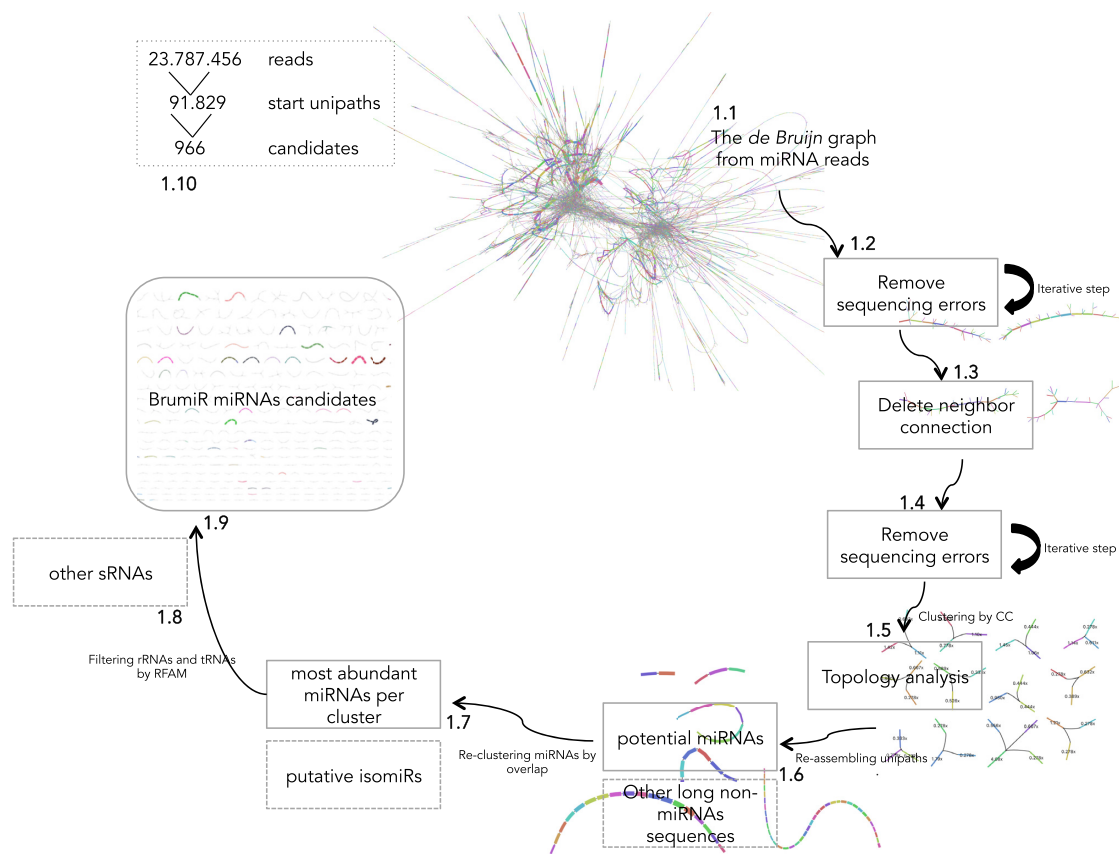 23.787.456 reads
91.829 start unipaths
966 candidates
1.10
1.1
The de Bruijn graph
from miRNA reads
1.2
Remove
sequencing errors
Iterative step
1.3
Delete neighbor
connection
1.4
Remove
sequencing errors
Iterative step
Clustering by CC
1.5
Topology analysis
Re-assembling unipaths
potential miRNAs
1.6
Other long non-
miRNAs
sequences
Re-clustering miRNAs by
overlap
most abundant
miRNAs per
cluster
1.7
putative isomiRs
Filtering rRNAs and tRNAs
by RFAM
other sRNAs
1.8
BrumiR miRNAs candidates
1.9